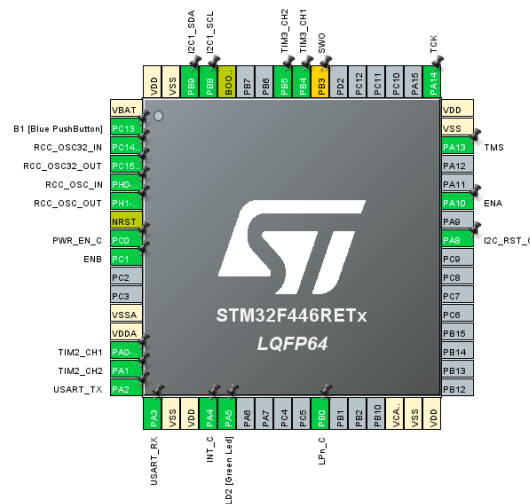 I2C1_SDA
I2C1_SCL
TIM3_CH2
TIM3_CH1
SWO
TCK
VDD
VSS
PB9
PB8
BOO..
PB7
PB6
PB5
PB4
PB3
PD2
PC12
PC11
PC10
PA15
PA14
VBAT
B1 [Blue PushButton] PC13..
RCC_OSC32_IN PC14..
RCC_OSC32_OUT PC15..
RCC_OSC_IN PH0-..
RCC_OSC_OUT PH1-..
NRST
PWR_EN_C PC0
ENB PC1
PC2
PC3
VSSA
VDDA
TIM2_CH1 PA0-..
TIM2_CH2 PA1
USART_TX PA2
ST
STM32F446RETx
LQFP64
VDD
VSS
PA13 TMS
PA12
PA11
PA10 ENA
PA9
PA8 I2C_RST_C
PC9
PC8
PC7
PC6
PB15
PB14
PB13
PB12
PA3
VSS
VDD
PA4
PA5
PA6
PA7
PC4
PC5
PB0
PB1
PB2
PB10
VCA..
VSS
VDD
USART_RX
INT_C
LD2 [Green Led]
LPn_C